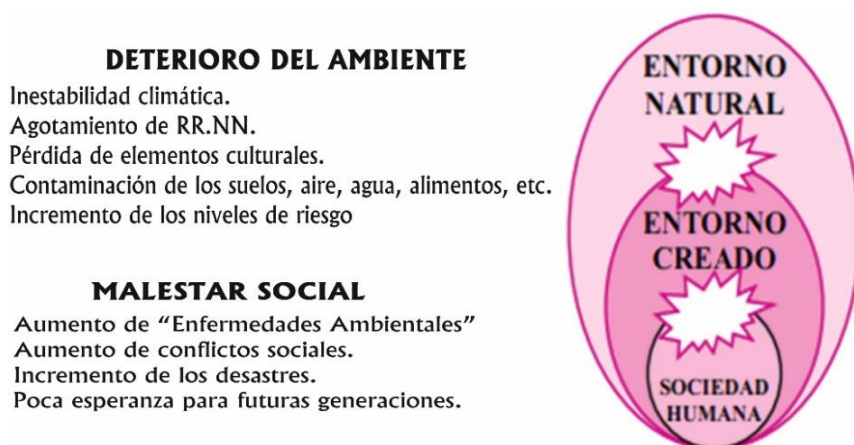 DETERIORO DEL AMBIENTE
Inestabilidad climática.
Agotamiento de RR.NN.
Pérdida de elementos culturales.
Contaminación de los suelos, aire, agua, alimentos, etc.
Incremento de los niveles de riesgo
MALESTAR SOCIAL
Aumento de “Enfermedades Ambientales”
Aumento de conflictos sociales.
Incremento de los desastres.
Poca esperanza para futuras generaciones.
ENTORNO
NATURAL
ENTORNO
CREADO
SOCIEDAD
HUMANA